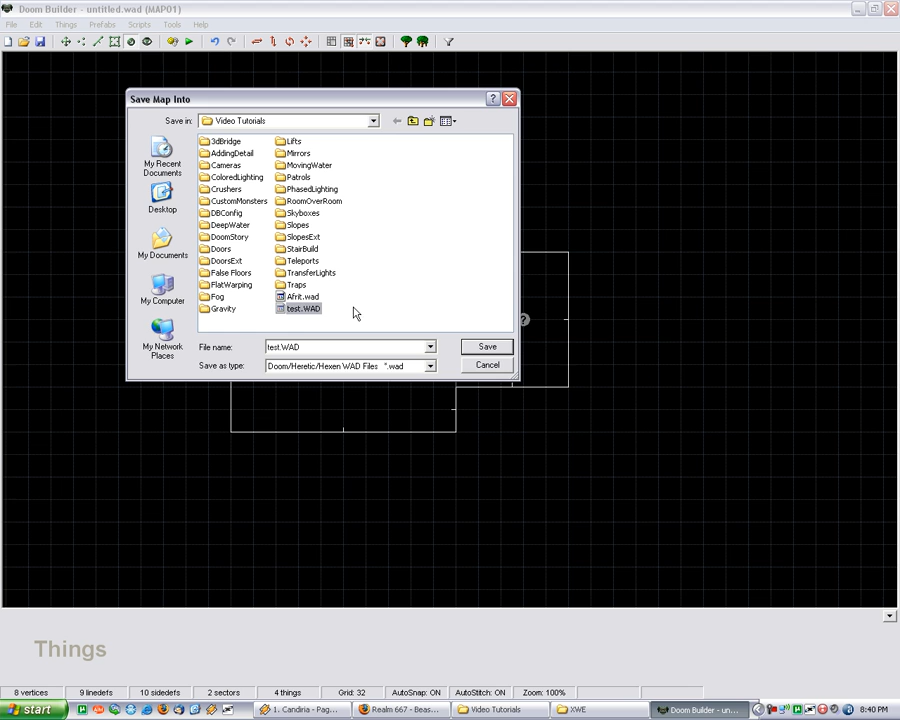 Doom Builder - untitled.wad (MAP01)
File Edit Things Prefabs Scripts Tools Help
Save Map Into
Save in: Video Tutorials
My Recent Documents
Desktop
My Documents
My Computer
My Network Places
3dBridge
AddingDetail
Cameras
ColoredLighting
Crushers
CustomMonsters
DBConfig
DeepWater
DoomStory
Doors
DoorsExt
False Floors
FlatWarping
Fog
Gravity
Lifts
Mirrors
MovingWater
Patrols
PhasedLighting
RoomOverRoom
Skyboxes
Slopes
SlopesExt
StairBuild
Teleports
TransferLights
Traps
Afrit.wad
test.WAD
File name: test.WAD Save
Save as type: Doom/Heretic/Hexen WAD Files *.wad Cancel
Things
8 vertices 9 linedefs 10 sidedefs 2 sectors 4 things Grid: 32 AutoSnap: ON AutoStitch: ON Zoom: 100%
start 1. Candiria - Pag... Realm 667 - Beas... Video Tutorials XWE Doom Builder - un... 8:40 PM